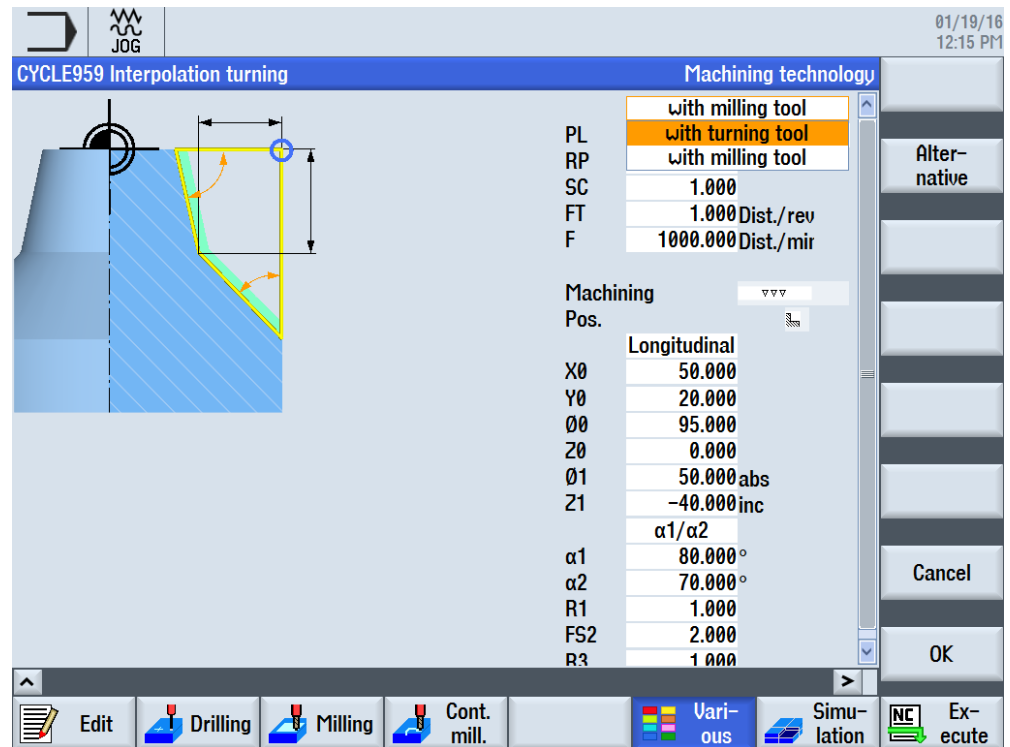 JOG
01/19/16
12:15 PM
CYCLE959 Interpolation turning
Machining technology
with milling tool
PL with turning tool
RP with milling tool
SC 1.000
FT 1.000 Dist./rev
F 1000.000 Dist./min
Machining ▿▿▿
Pos.
Longitudinal
X0 50.000
Y0 20.000
Ø0 95.000
Z0 0.000
Ø1 50.000 abs
Z1 -40.000 inc
α1/α2
α1 80.000 °
α2 70.000 °
R1 1.000
FS2 2.000
R3 1.000
Alter-
native
Cancel
OK
Edit
Drilling
Milling
Cont.
mill.
Vari-
ous
Simu-
lation
NC
Ex-
ecute